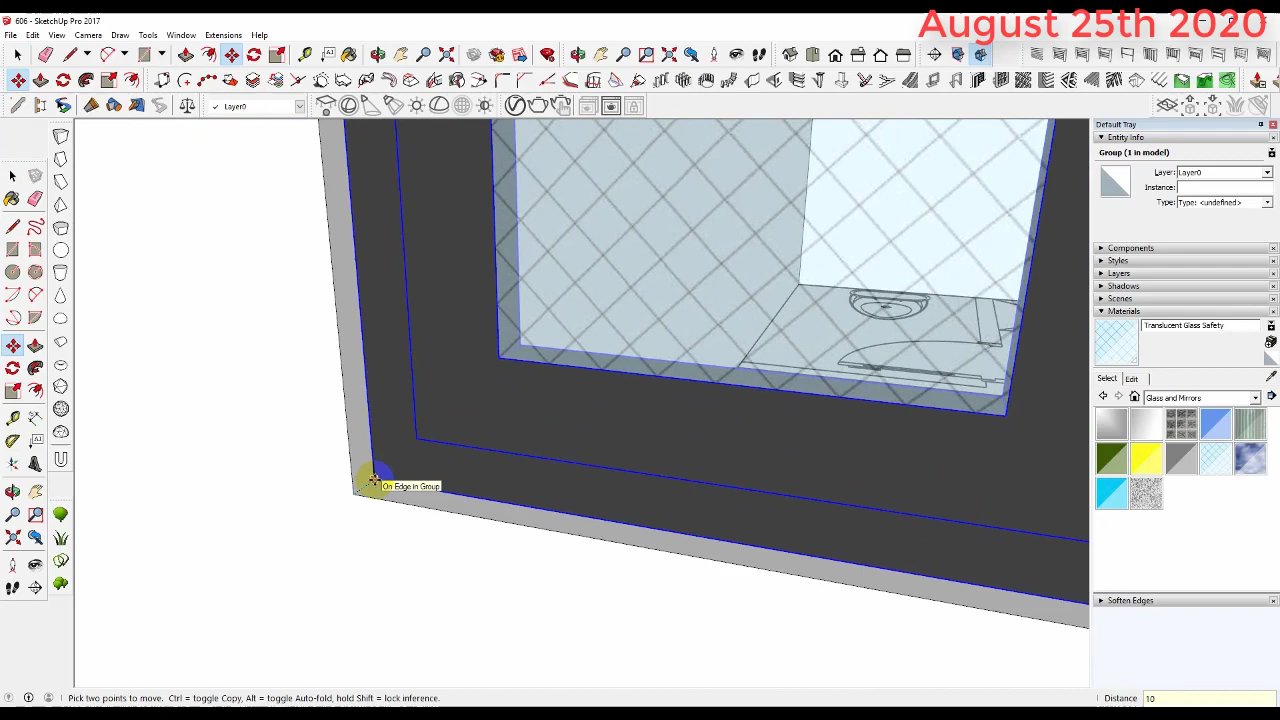 606 - SketchUp Pro 2017
August 25th 2020
File Edit View Camera Draw Tools Window Extensions Help
Layer0
Default Tray
Entity Info
Group (1 in model)
Layer: Layer0
Instance:
Type: Type: <undefined>
Components
Styles
Layers
Shadows
Scenes
Materials
Translucent Glass Safety
Select Edit
Glass and Mirrors
On Edge in Group
Soften Edges
Pick two points to move. Ctrl = toggle Copy, Alt = toggle Auto-fold, hold Shift = lock inference.
Distance 10